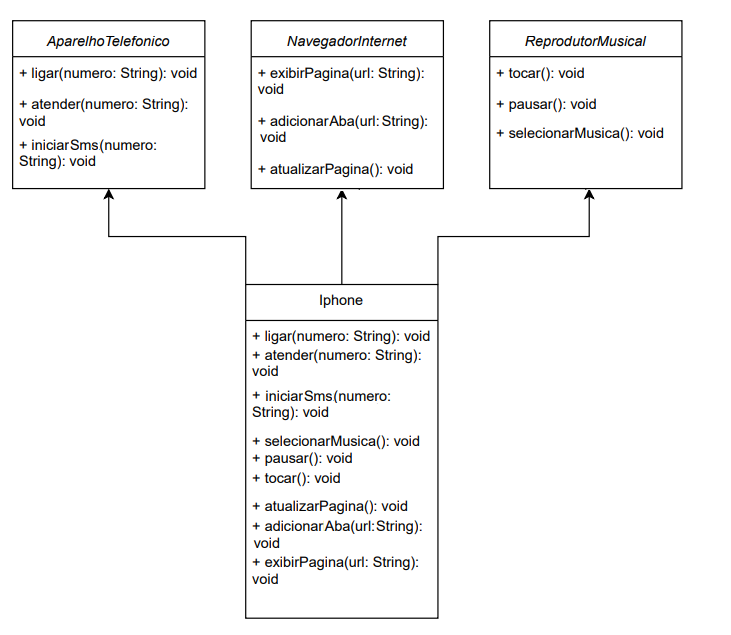 AparelhoTelefonico
+ ligar(numero: String): void
+ atender(numero: String):
void
+ iniciarSms(numero:
String): void
NavegadorInternet
+ exibirPagina(url: String):
void
+ adicionarAba(url:String):
void
+ atualizarPagina(): void
ReprodutorMusical
+ tocar(): void
+ pausar(): void
+ selecionarMusica(): void
Iphone
+ ligar(numero: String): void
+ atender(numero: String):
void
+ iniciarSms(numero:
String): void
+ selecionarMusica(): void
+ pausar(): void
+ tocar(): void
+ atualizarPagina(): void
+ adicionarAba(url:String):
void
+ exibirPagina(url: String):
void